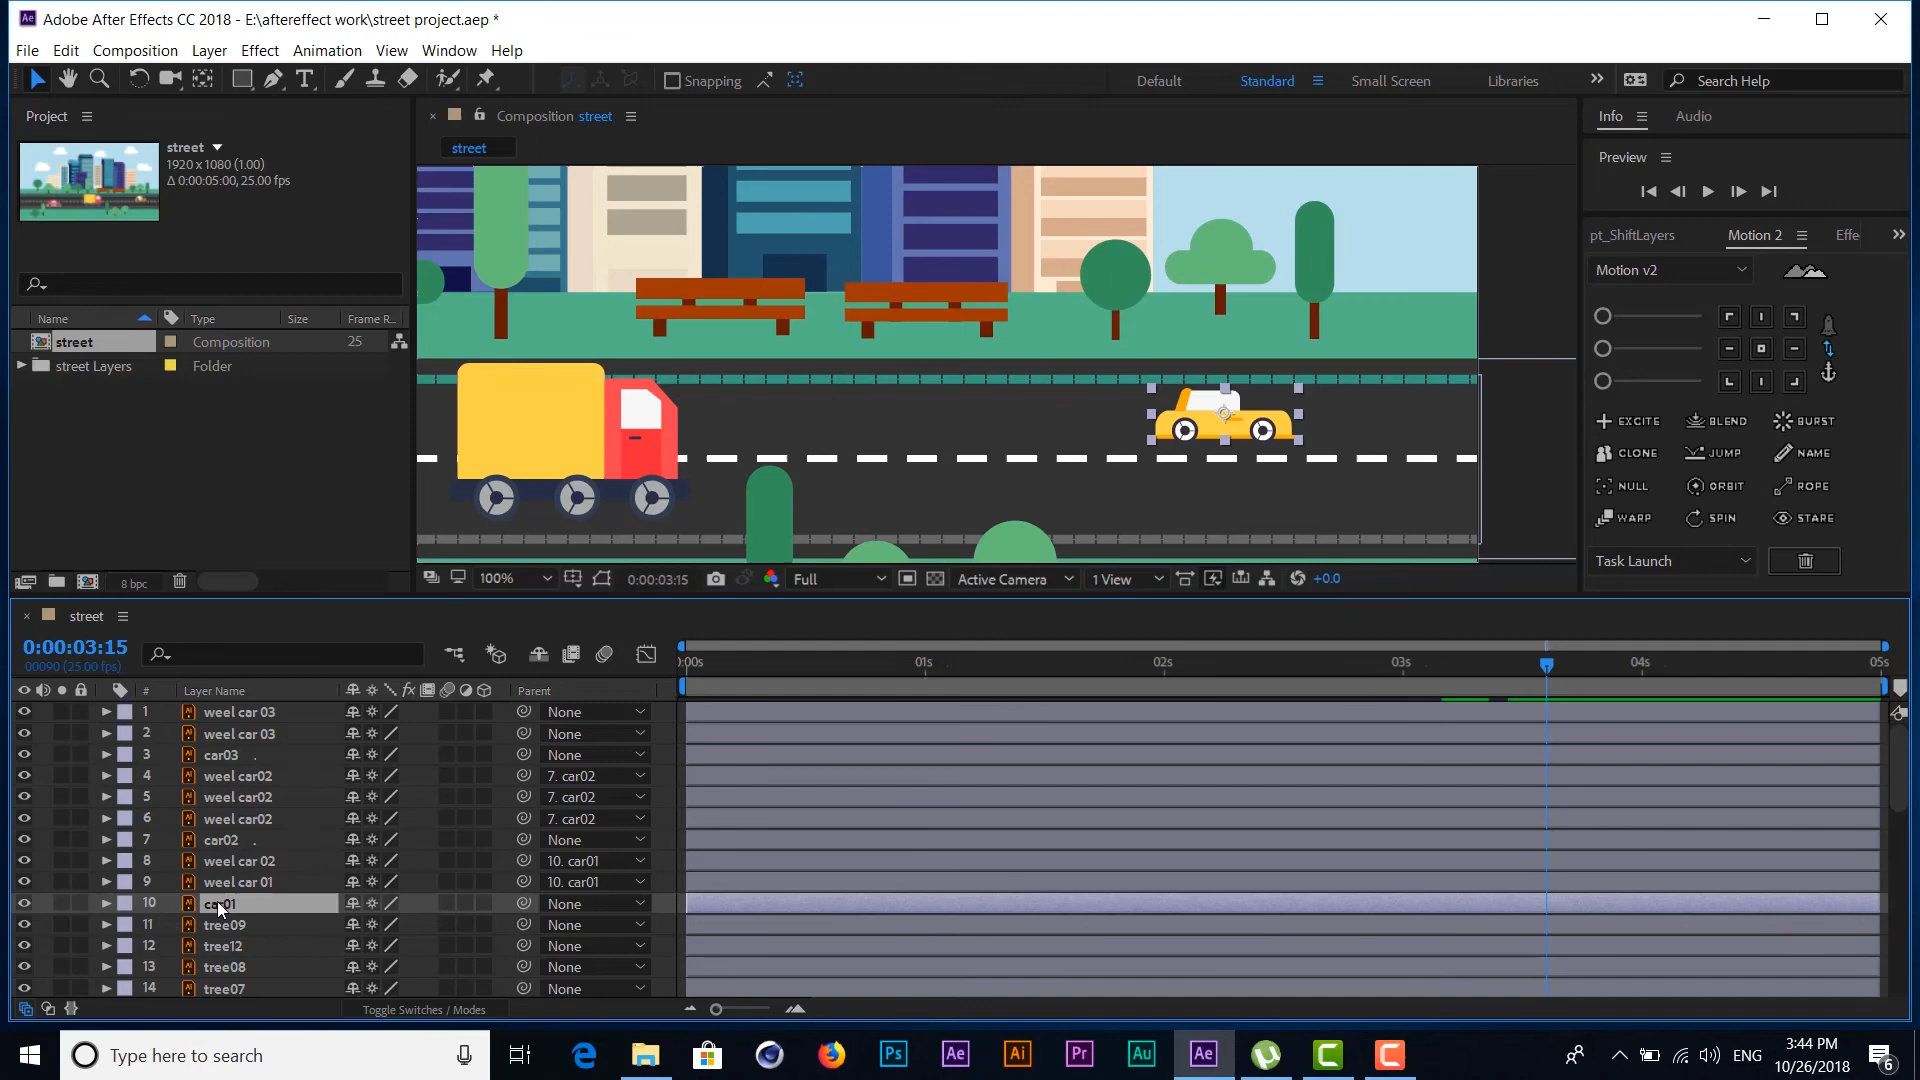 Ae Adobe After Effects CC 2018 - E:\aftereffect work\street project.aep *
File Edit Composition Layer Effect Animation View Window Help
Snapping Default Standard Small Screen Libraries Search Help
Project Composition street Info Audio
street
street
1920 x 1080 (1.00)
Δ 0:00:05:00, 25.00 fps
Preview
pt_ShiftLayers Motion 2 Effe
Motion v2
Name Type Size Frame R...
street Composition 25
street Layers Folder
EXCITE BLEND BURST
CLONE JUMP NAME
NULL ORBIT ROPE
WARP SPIN STARE
Task Launch
8 bpc 100% 0:00:03:15 Full Active Camera 1 View +0.0
street
0:00:03:15
00090 (25.00 fps)
:00s 01s 02s 03s 04s 05s
# Layer Name fx Parent
1 weel car 03 None
2 weel car 03 None
3 car03 . None
4 weel car02 7. car02
5 weel car02 7. car02
6 weel car02 7. car02
7 car02 . None
8 weel car 02 10. car01
9 weel car 01 10. car01
10 car01 None
11 tree09 None
12 tree12 None
13 tree08 None
14 tree07 None
Toggle Switches / Modes
Type here to search Ps Ae Ai Pr Au Ae ENG
3:44 PM
10/26/2018
6